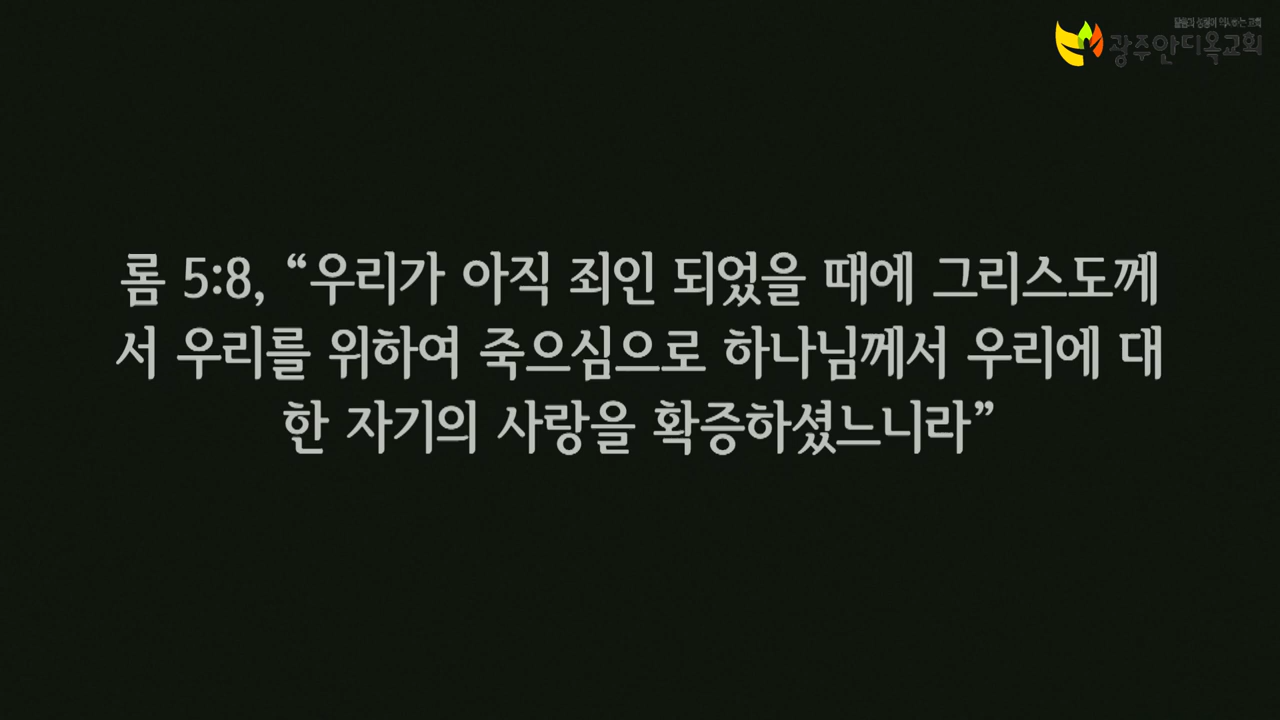 광주안디옥교회
롬 5:8, “우리가 아직 죄인 되었을 때에 그리스도께
서 우리를 위하여 죽으심으로 하나님께서 우리에 대
한 자기의 사랑을 확증하셨느니라”